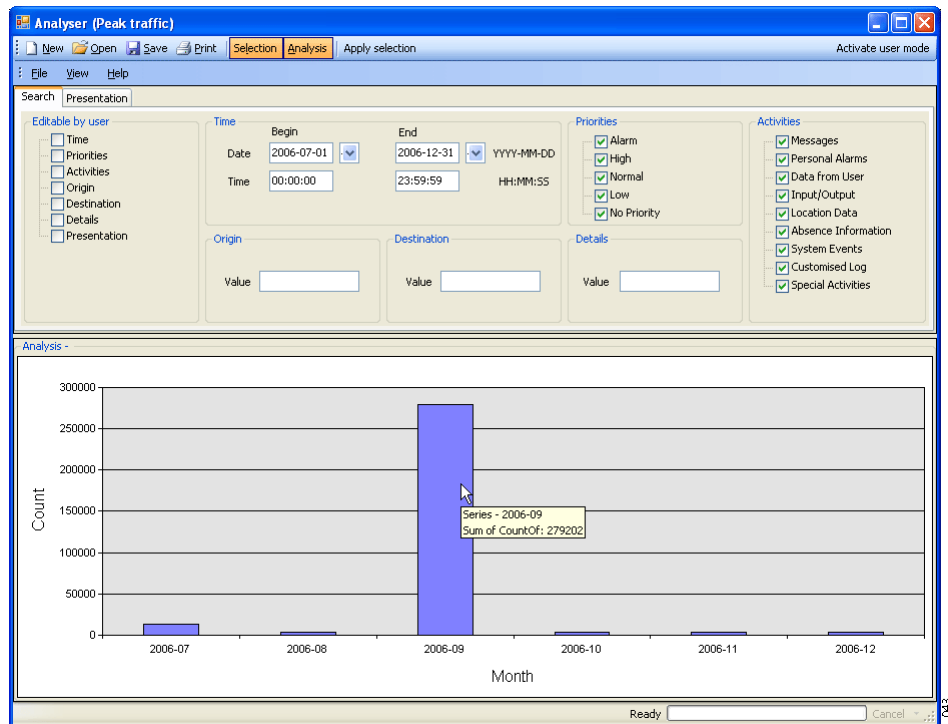 Analyser (Peak traffic)
New Open Save Print Selection Analysis Apply selection Activate user mode
File View Help
Search Presentation
Editable by user
Time
Priorities
Activities
Origin
Destination
Details
Presentation
Time
Begin End
Date 2006-07-01 2006-12-31 YYYY-MM-DD
Time 00:00:00 23:59:59 HH:MM:SS
Priorities
Alarm
High
Normal
Low
No Priority
Activities
Messages
Personal Alarms
Data from User
Input/Output
Location Data
Absence Information
System Events
Customised Log
Special Activities
Origin
Value
Destination
Value
Details
Value
Analysis -
300000
250000
200000
150000
100000
50000
0
Count
Series - 2006-09
Sum of CountOf: 279202
2006-07 2006-08 2006-09 2006-10 2006-11 2006-12
Month
Ready Cancel